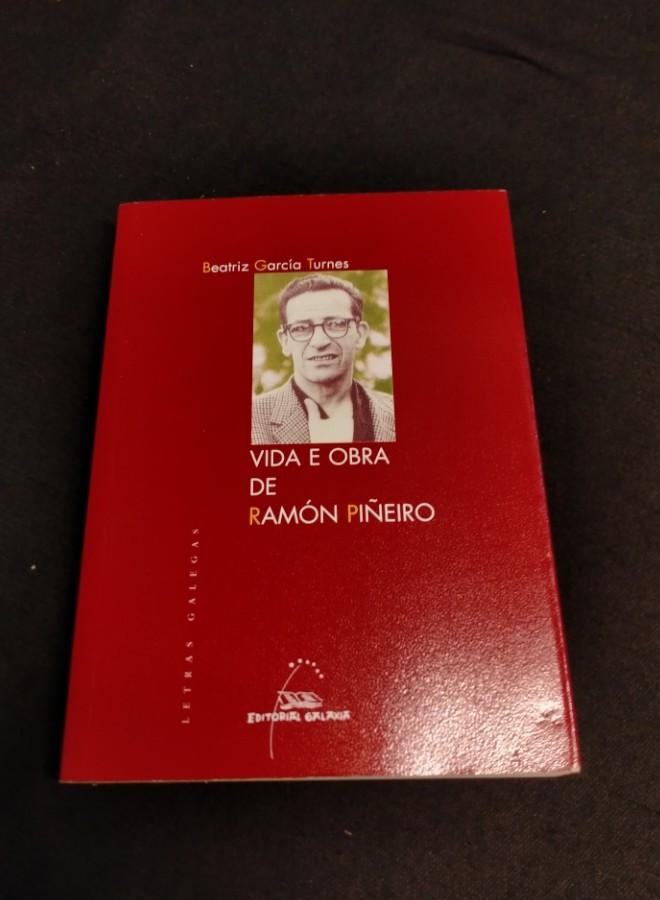 Beatriz García Turnes
VIDA E OBRA
DE
RAMÓN PIÑEIRO
LETRAS GALEGAS
EDITORIAL GALAXIA